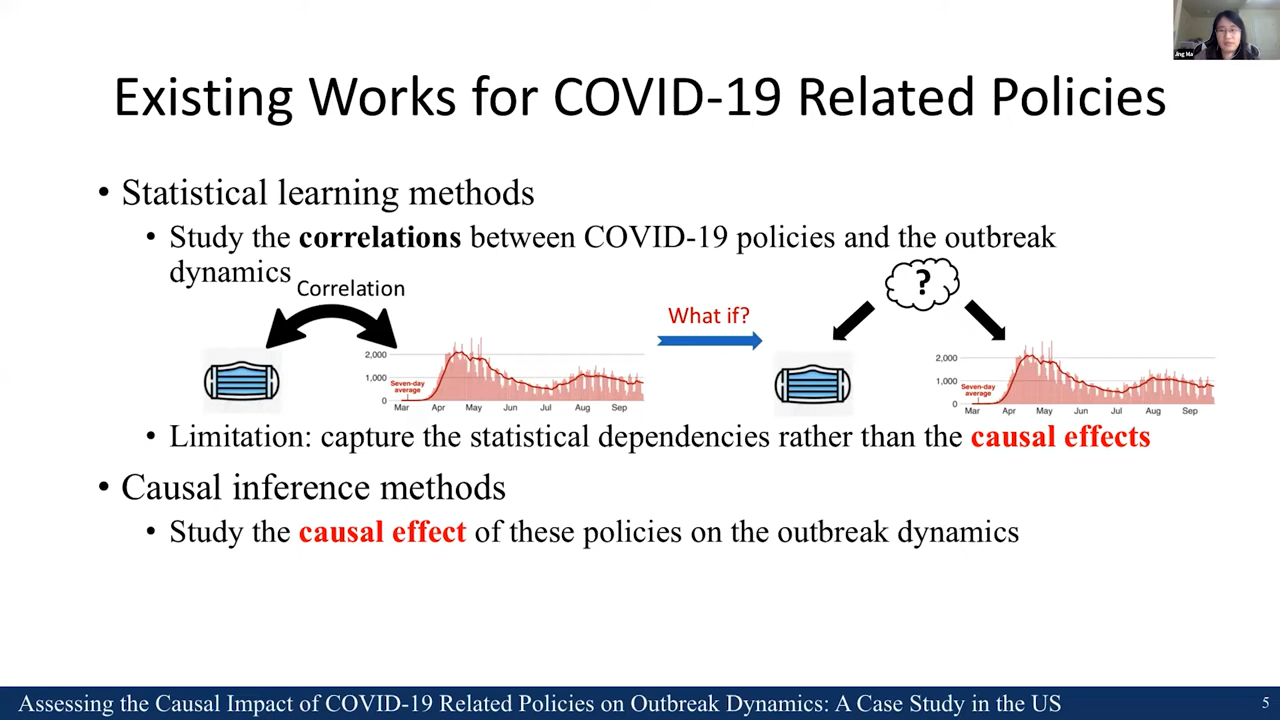 Jing Ma
Existing Works for COVID-19 Related Policies
• Statistical learning methods
• Study the correlations between COVID-19 policies and the outbreak
dynamics
Correlation
What if?
?
2,000
1,000
0
Seven-day
average
Mar Apr May Jun Jul Aug Sep
2,000
1,000
0
Seven-day
average
Mar Apr May Jun Jul Aug Sep
• Limitation: capture the statistical dependencies rather than the causal effects
• Causal inference methods
• Study the causal effect of these policies on the outbreak dynamics
Assessing the Causal Impact of COVID-19 Related Policies on Outbreak Dynamics: A Case Study in the US
5